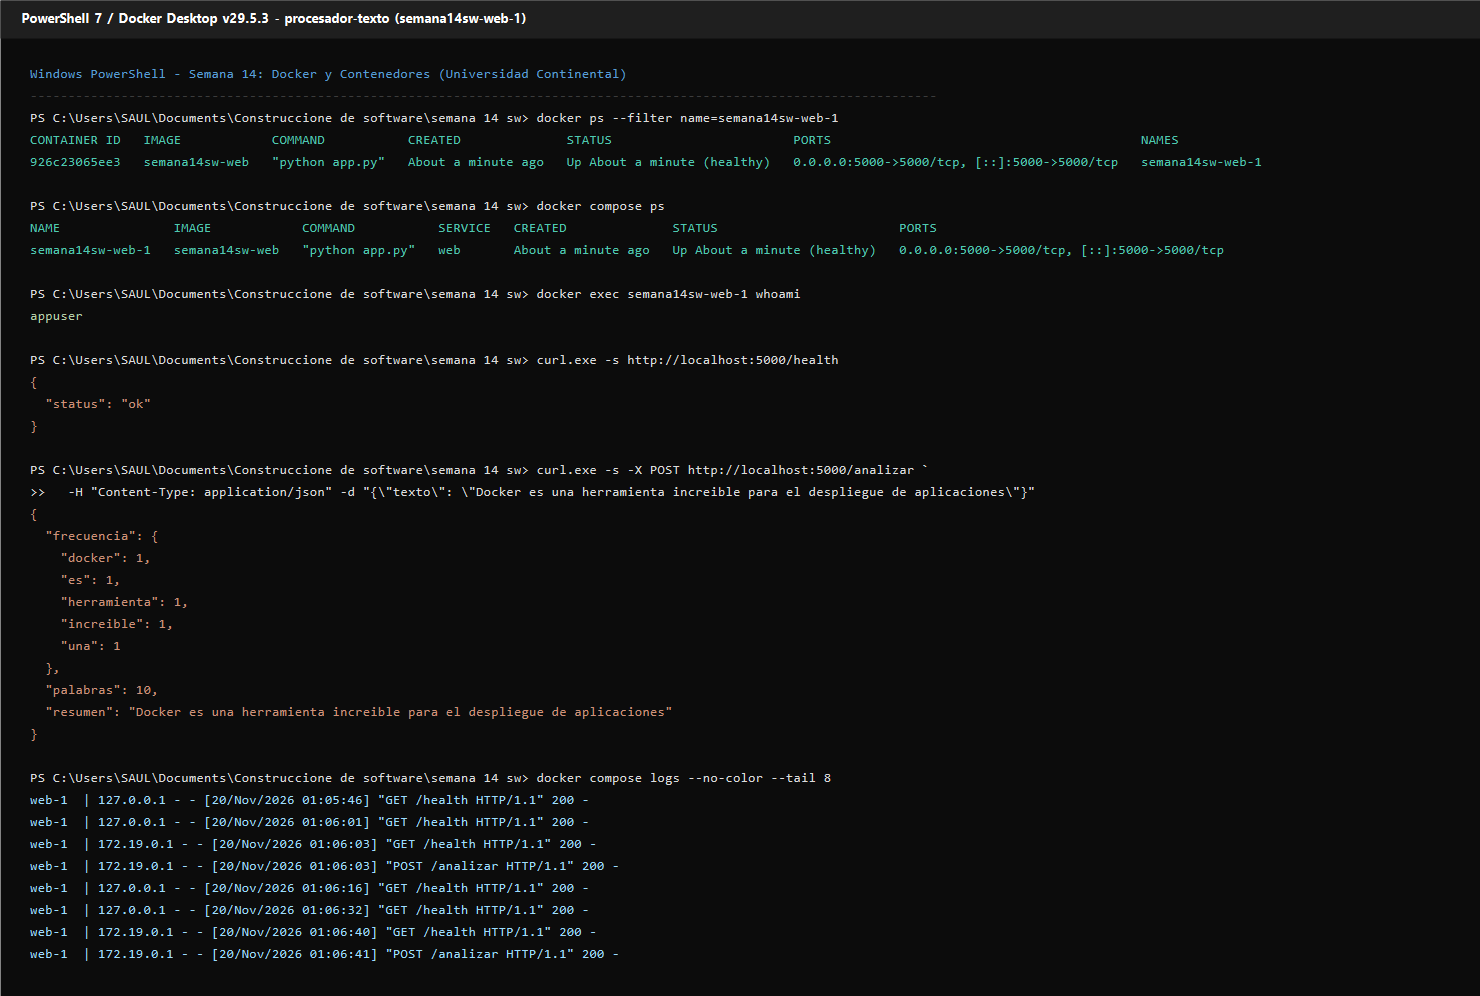 PowerShell 7 / Docker Desktop v29.5.3 - procesador-texto (semana14sw-web-1)
Windows PowerShell - Semana 14: Docker y Contenedores (Universidad Continental)
------------------------------------------------------------------------------------------------------------------------
PS C:\Users\SAUL\Documents\Construccione de software\semana 14 sw> docker ps --filter name=semana14sw-web-1
CONTAINER ID   IMAGE            COMMAND           CREATED              STATUS                        PORTS                                         NAMES
926c23065ee3   semana14sw-web   "python app.py"   About a minute ago   Up About a minute (healthy)   0.0.0.0:5000->5000/tcp, [::]:5000->5000/tcp   semana14sw-web-1
PS C:\Users\SAUL\Documents\Construccione de software\semana 14 sw> docker compose ps
NAME               IMAGE            COMMAND           SERVICE   CREATED              STATUS                        PORTS
semana14sw-web-1   semana14sw-web   "python app.py"   web       About a minute ago   Up About a minute (healthy)   0.0.0.0:5000->5000/tcp, [::]:5000->5000/tcp
PS C:\Users\SAUL\Documents\Construccione de software\semana 14 sw> docker exec semana14sw-web-1 whoami
appuser
PS C:\Users\SAUL\Documents\Construccione de software\semana 14 sw> curl.exe -s http://localhost:5000/health
{
  "status": "ok"
}
PS C:\Users\SAUL\Documents\Construccione de software\semana 14 sw> curl.exe -s -X POST http://localhost:5000/analizar `
>>   -H "Content-Type: application/json" -d "{\"texto\": \"Docker es una herramienta increible para el despliegue de aplicaciones\"}"
{
  "frecuencia": {
    "docker": 1,
    "es": 1,
    "herramienta": 1,
    "increible": 1,
    "una": 1
  },
  "palabras": 10,
  "resumen": "Docker es una herramienta increible para el despliegue de aplicaciones"
}
PS C:\Users\SAUL\Documents\Construccione de software\semana 14 sw> docker compose logs --no-color --tail 8
web-1  | 127.0.0.1 - - [20/Nov/2026 01:05:46] "GET /health HTTP/1.1" 200 -
web-1  | 127.0.0.1 - - [20/Nov/2026 01:06:01] "GET /health HTTP/1.1" 200 -
web-1  | 172.19.0.1 - - [20/Nov/2026 01:06:03] "GET /health HTTP/1.1" 200 -
web-1  | 172.19.0.1 - - [20/Nov/2026 01:06:03] "POST /analizar HTTP/1.1" 200 -
web-1  | 127.0.0.1 - - [20/Nov/2026 01:06:16] "GET /health HTTP/1.1" 200 -
web-1  | 127.0.0.1 - - [20/Nov/2026 01:06:32] "GET /health HTTP/1.1" 200 -
web-1  | 172.19.0.1 - - [20/Nov/2026 01:06:40] "GET /health HTTP/1.1" 200 -
web-1  | 172.19.0.1 - - [20/Nov/2026 01:06:41] "POST /analizar HTTP/1.1" 200 -